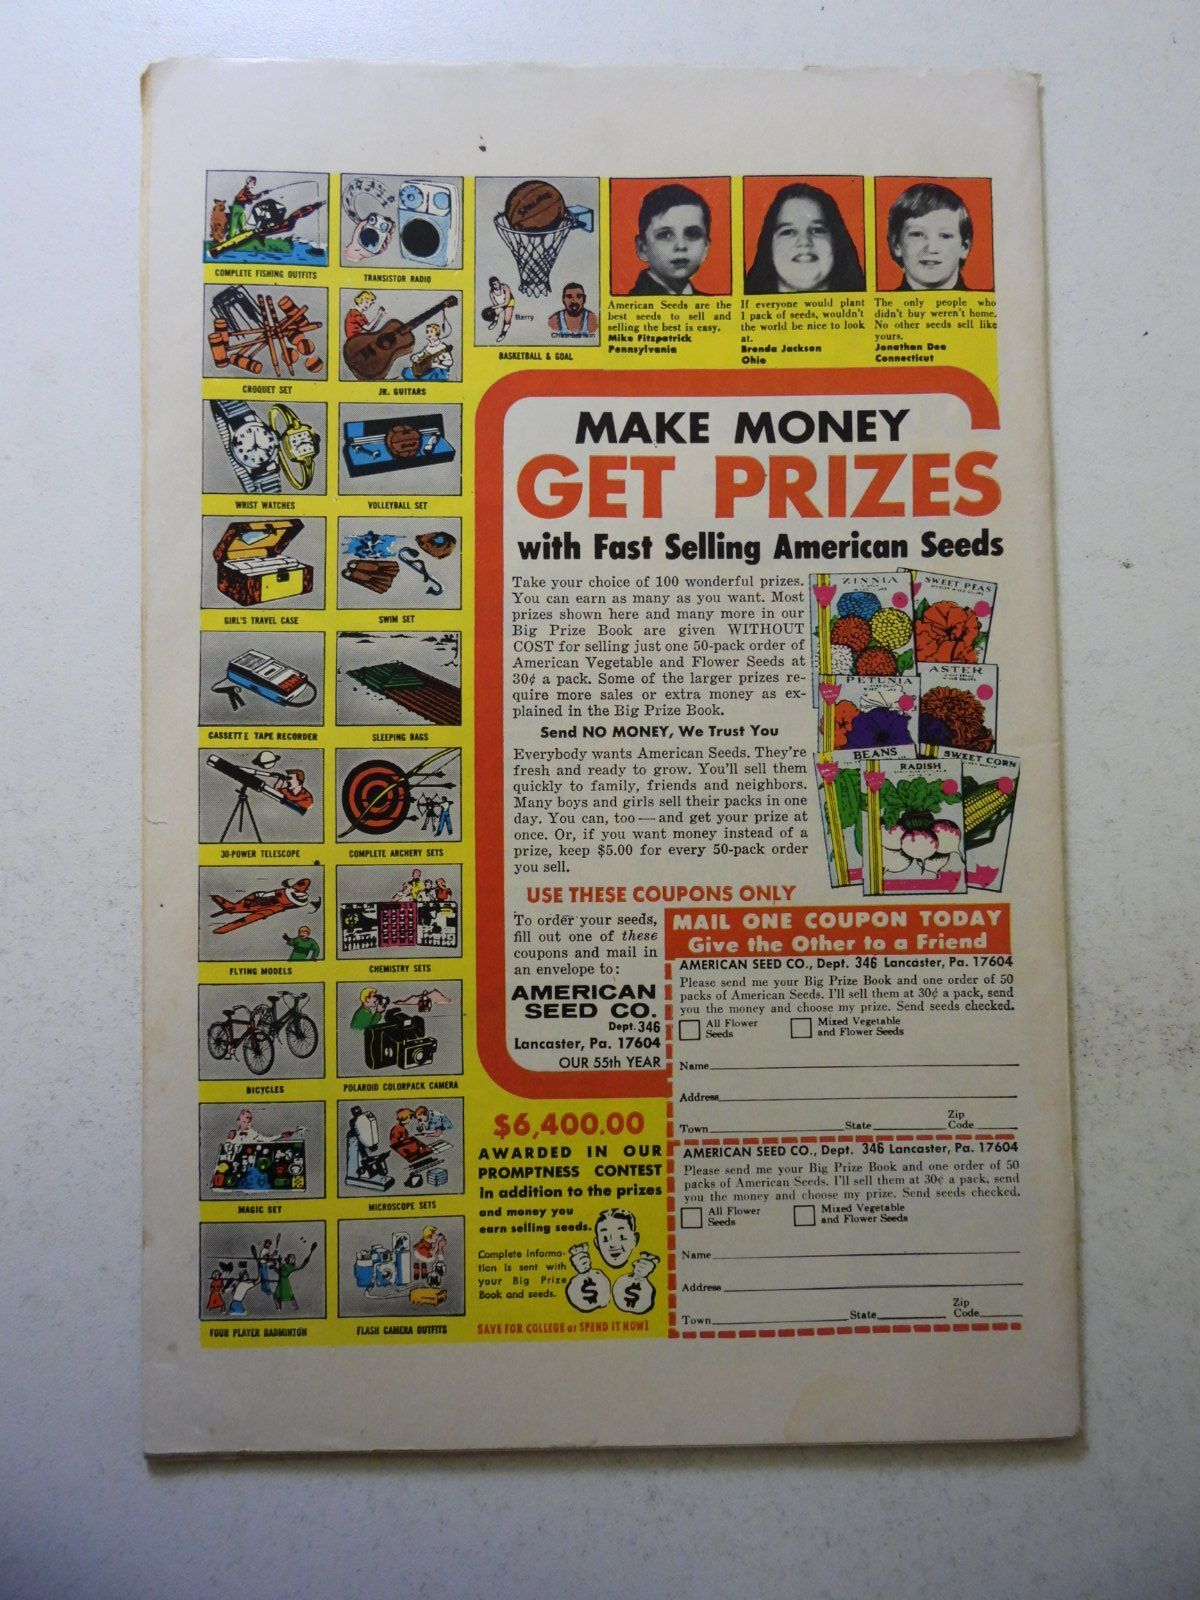 COMPLETE FISHING OUTFITS
TRANSISTOR RADIO
CROQUET SET
JR. GUITARS
WRIST WATCHES
VOLLEYBALL SET
GIRL'S TRAVEL CASE
SWIM SET
CASSETTE TAPE RECORDER
SLEEPING BAGS
30-POWER TELESCOPE
COMPLETE ARCHERY SETS
FLYING MODELS
CHEMISTRY SETS
BICYCLES
POLAROID COLORPACK CAMERA
MAGIC SET
MICROSCOPE SETS
FOUR PLAYER BADMINTON
FLASH CAMERA OUTFITS
Barry
Chamberlain
BASKETBALL & GOAL
American Seeds are the
best seeds to sell and
selling the best is easy.
Mike Fitzpatrick
Pennsylvania
If everyone would plant
1 pack of seeds, wouldn't
the world be nice to look
at.
Brenda Jackson
Ohio
The only people who
didn't buy weren't home.
No other seeds sell like
yours.
Jonathan Dee
Connecticut
MAKE MONEY
GET PRIZES
with Fast Selling American Seeds
Take your choice of 100 wonderful prizes.
You can earn as many as you want. Most
prizes shown here and many more in our
Big Prize Book are given WITHOUT
COST for selling just one 50-pack order of
American Vegetable and Flower Seeds at
30¢ a pack. Some of the larger prizes re-
quire more sales or extra money as ex-
plained in the Big Prize Book.
Send NO MONEY, We Trust You
Everybody wants American Seeds. They're
fresh and ready to grow. You'll sell them
quickly to family, friends and neighbors.
Many boys and girls sell their packs in one
day. You can, too — and get your prize at
once. Or, if you want money instead of a
prize, keep $5.00 for every 50-pack order
you sell.
ZINNIA
SWEET PEAS
ASTER
PETUNIA
BEANS
SWEET CORN
RADISH
USE THESE COUPONS ONLY
To order your seeds,
fill out one of these
coupons and mail in
an envelope to:
AMERICAN
SEED CO.
Dept. 346
Lancaster, Pa. 17604
OUR 55th YEAR
MAIL ONE COUPON TODAY
Give the Other to a Friend
AMERICAN SEED CO., Dept. 346 Lancaster, Pa. 17604
Please send me your Big Prize Book and one order of 50
packs of American Seeds. I'll sell them at 30¢ a pack, send
you the money and choose my prize. Send seeds checked.
All Flower Seeds
Mixed Vegetable and Flower Seeds
Name
Address
Town State Zip Code
AMERICAN SEED CO., Dept. 346 Lancaster, Pa. 17604
Please send me your Big Prize Book and one order of 50
packs of American Seeds. I'll sell them at 30¢ a pack, send
you the money and choose my prize. Send seeds checked.
All Flower Seeds
Mixed Vegetable and Flower Seeds
Name
Address
Town State Zip Code
$6,400.00
AWARDED IN OUR
PROMPTNESS CONTEST
In addition to the prizes
and money you
earn selling seeds.
Complete informa-
tion is sent with
your Big Prize
Book and seeds.
$ $
SAVE FOR COLLEGE or SPEND IT NOW!